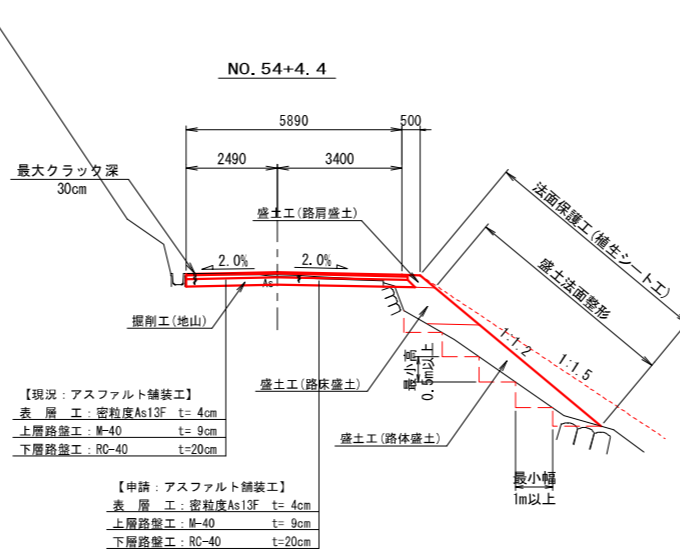 NO. 54+4. 4
5890
500
2490
3400
最大クラック深
30cm
盛土工(路肩盛土)
法面保護工(植生シート工)
盛土法面整形
2.0%
2.0%
As
掘削工(地山)
1:1.2
1:1.5
最小高
0.5m以上
盛土工(路床盛土)
盛土工(路体盛土)
最小幅
1m以上
【現況：アスファルト舗装工】
表 層 工：密粒度As13F t= 4cm
上層路盤工：M-40 t= 9cm
下層路盤工：RC-40 t=20cm
【申請：アスファルト舗装工】
表 層 工：密粒度As13F t= 4cm
上層路盤工：M-40 t= 9cm
下層路盤工：RC-40 t=20cm